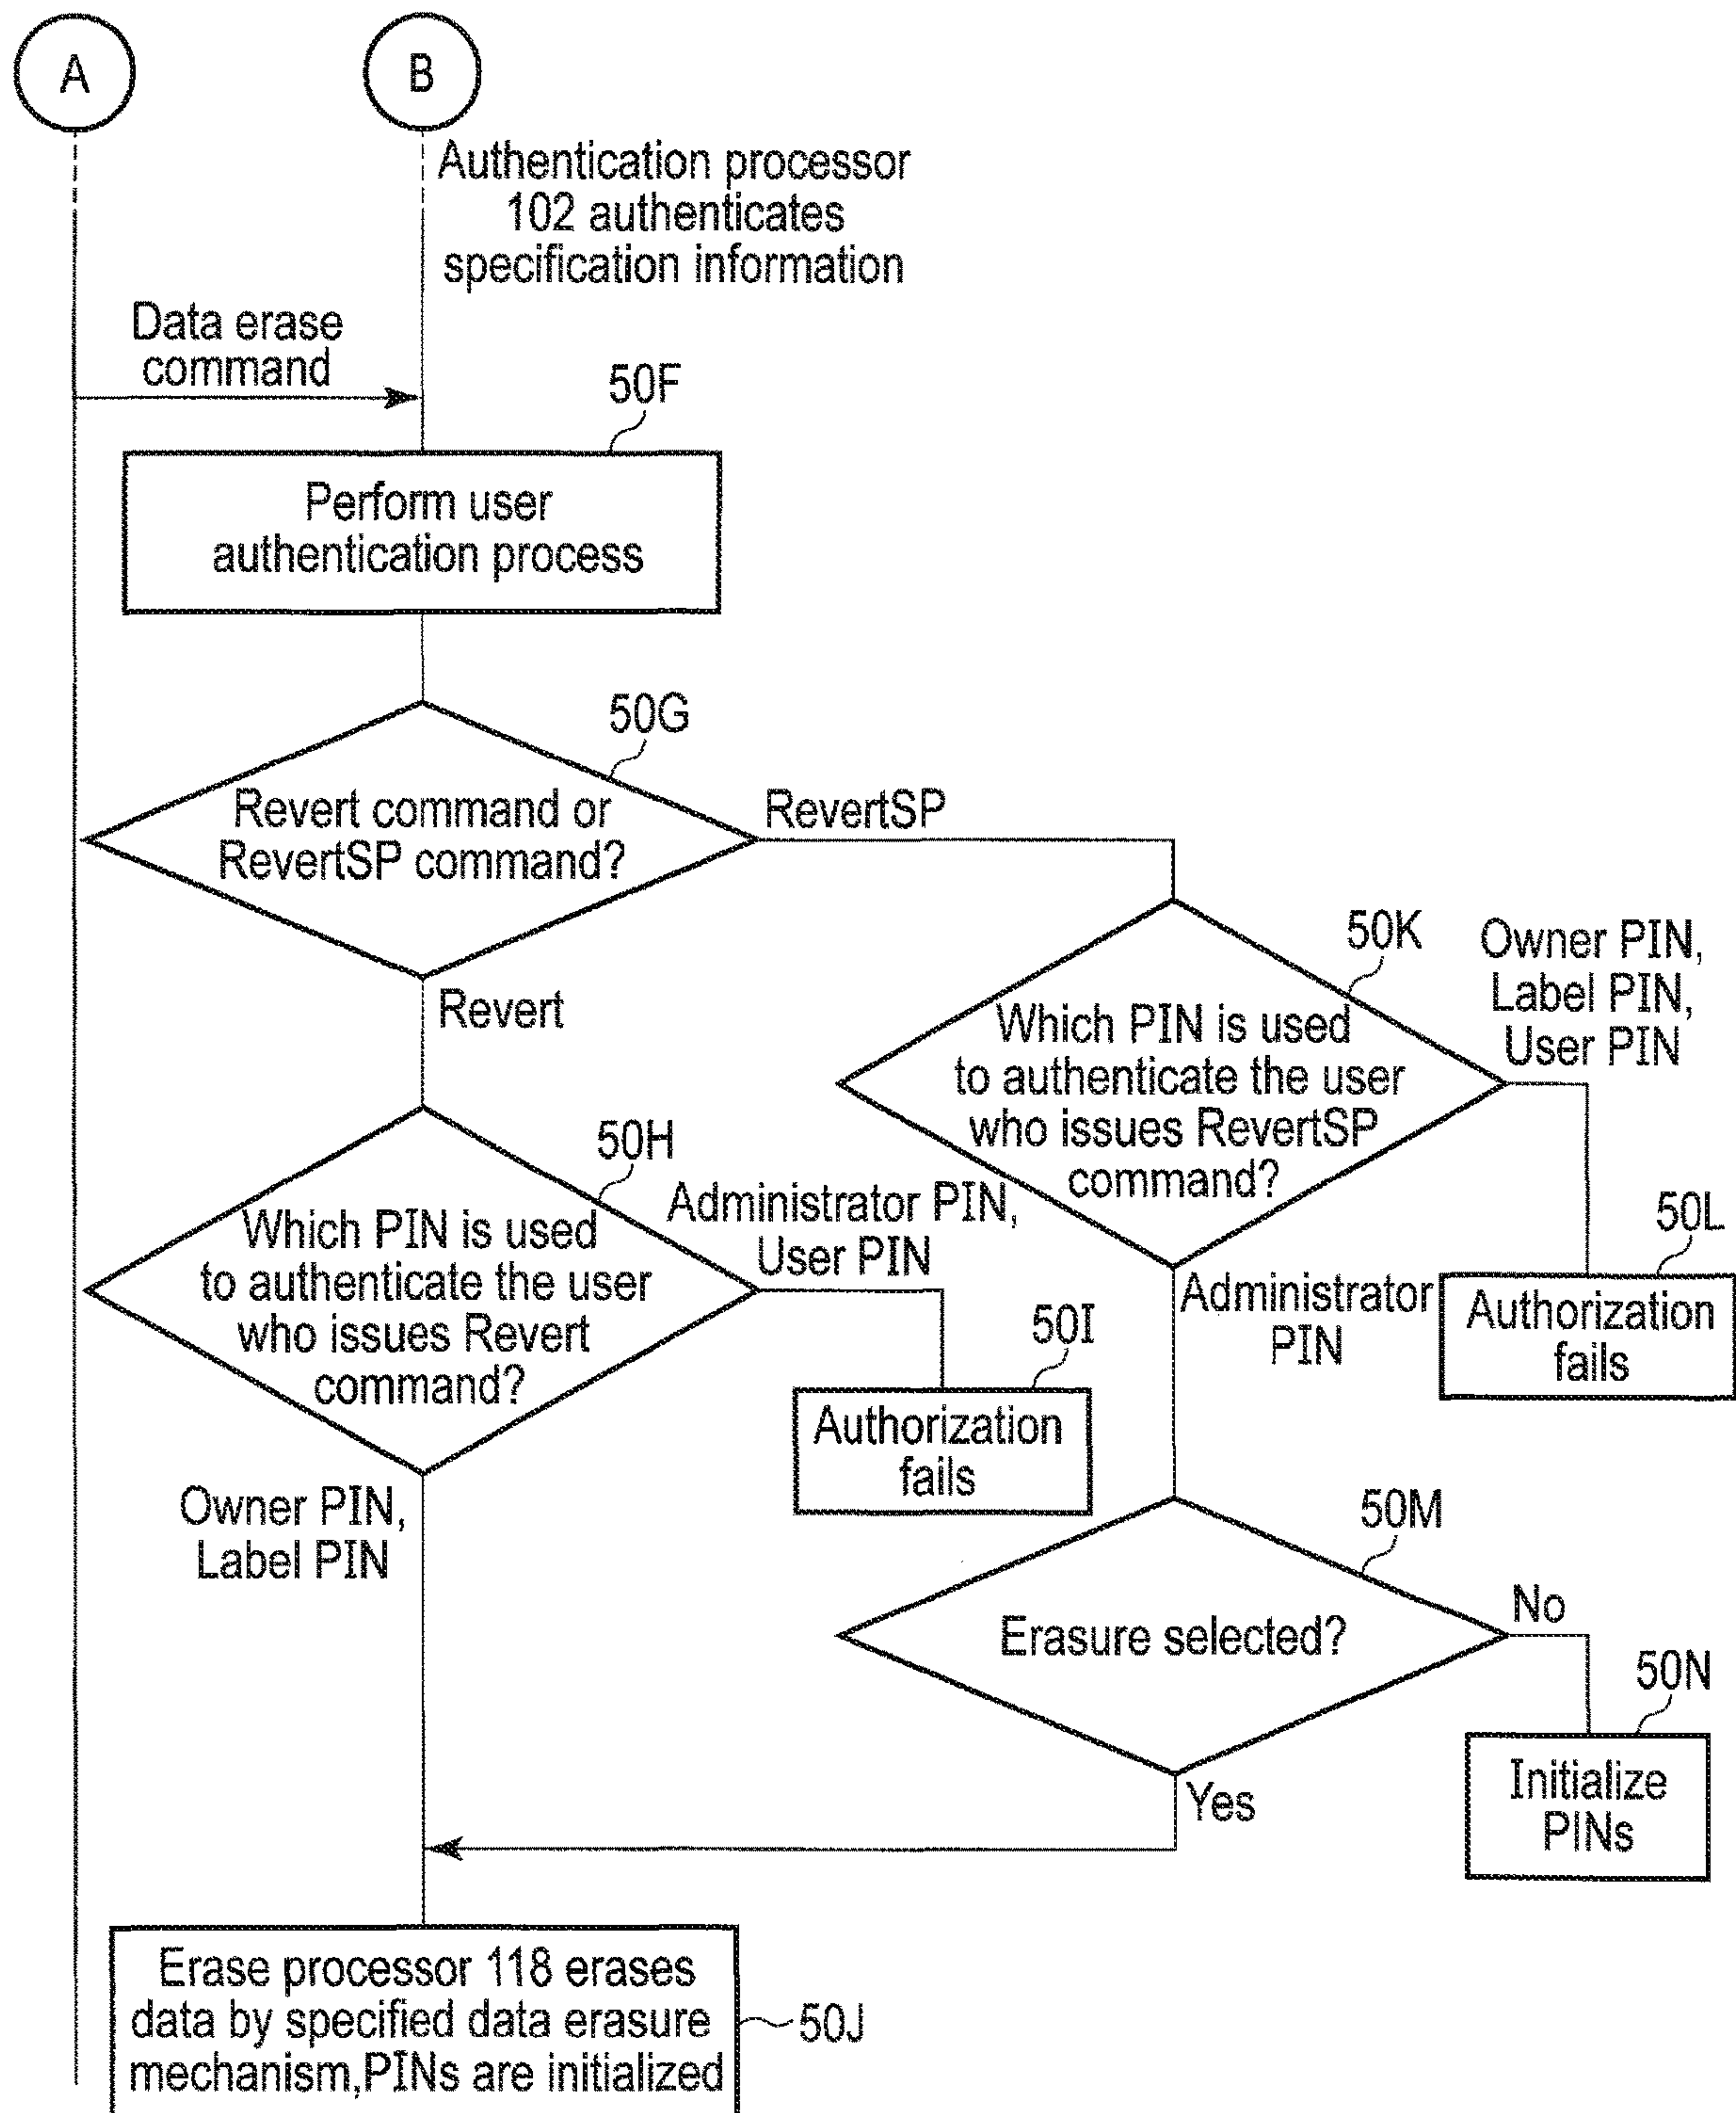 A
B
Authentication processor
102 authenticates
specification information
Data erase
command
50F
Perform user
authentication process
50G
Revert command or
RevertSP command?
RevertSP
Revert
50K
Owner PIN,
Label PIN,
User PIN
Which PIN is used
to authenticate the user
who issues RevertSP
command?
50H
Administrator PIN,
User PIN
Which PIN is used
to authenticate the user
who issues Revert
command?
50L
Authorization
fails
Administrator
PIN
50I
Authorization
fails
Owner PIN,
Label PIN
50M
Erasure selected?
No
50N
Initialize
PINs
Yes
Erase processor 118 erases
data by specified data erasure
mechanism,PINs are initialized
50J